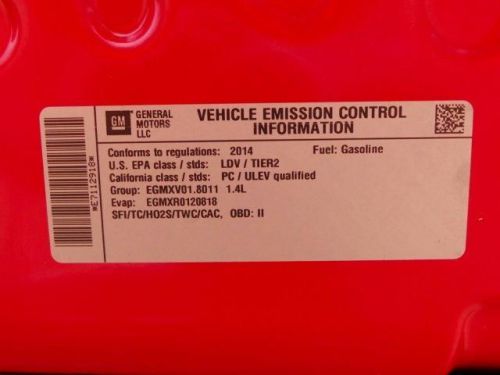 GM GENERAL MOTORS LLC
VEHICLE EMISSION CONTROL INFORMATION
Conforms to regulations: 2014 Fuel: Gasoline
U.S. EPA class / stds: LDV / TIER2
California class / stds: PC / ULEV qualified
Group: EGMXV01.8011 1.4L
Evap: EGMXR0120818
SFI/TC/HO2S/TWC/CAC, OBD: II
*E7112918*